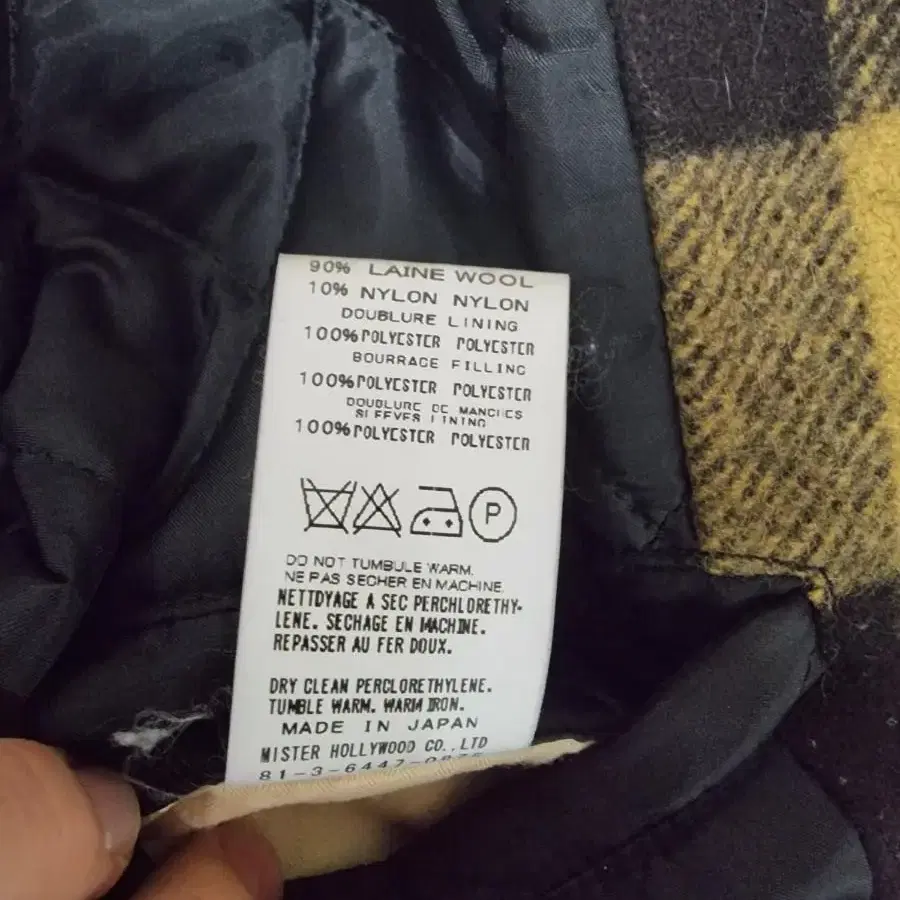 90% LAINE WOOL
10% NYLON NYLON
DOUBLURE LINING
100% POLYESTER POLYESTER
BOURRAGE FILLING
100% POLYESTER POLYESTER
DOUBLURE DE MANCHES
SLEEVES LINING
100% POLYESTER POLYESTER
P
DO NOT TUMBULE WARM.
NE PAS SECHER EN MACHINE.
NETTDYAGE A SEC PERCHLORETHY-
LENE. SECHAGE EN MACHINE.
REPASSER AU FER DOUX.
DRY CLEAN PERCLORETHYLENE.
TUMBLE WARM. WARM IRON.
MADE IN JAPAN
MISTER HOLLYWOOD CO., LTD
81-3-6447-